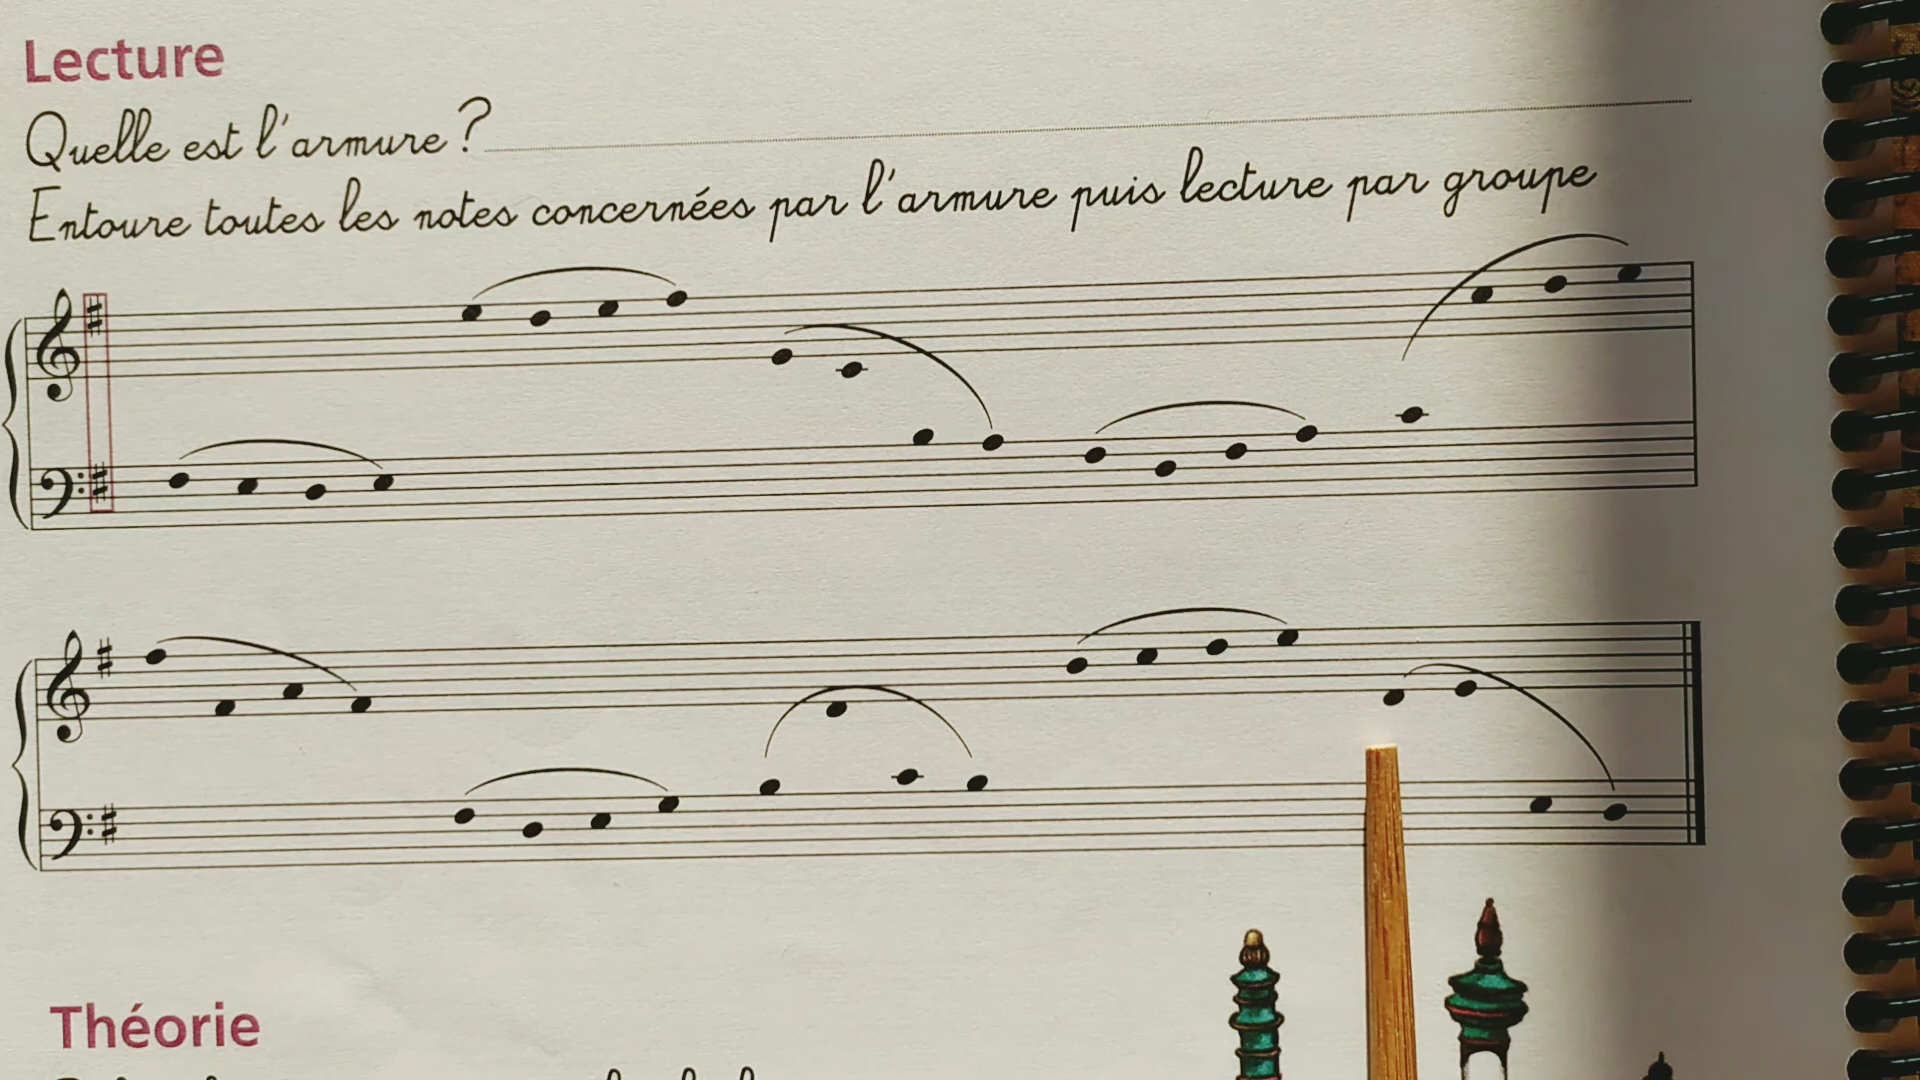 Lecture
Quelle est l'armure ?
Entoure toutes les notes concernées par l'armure puis lecture par groupe
Théorie